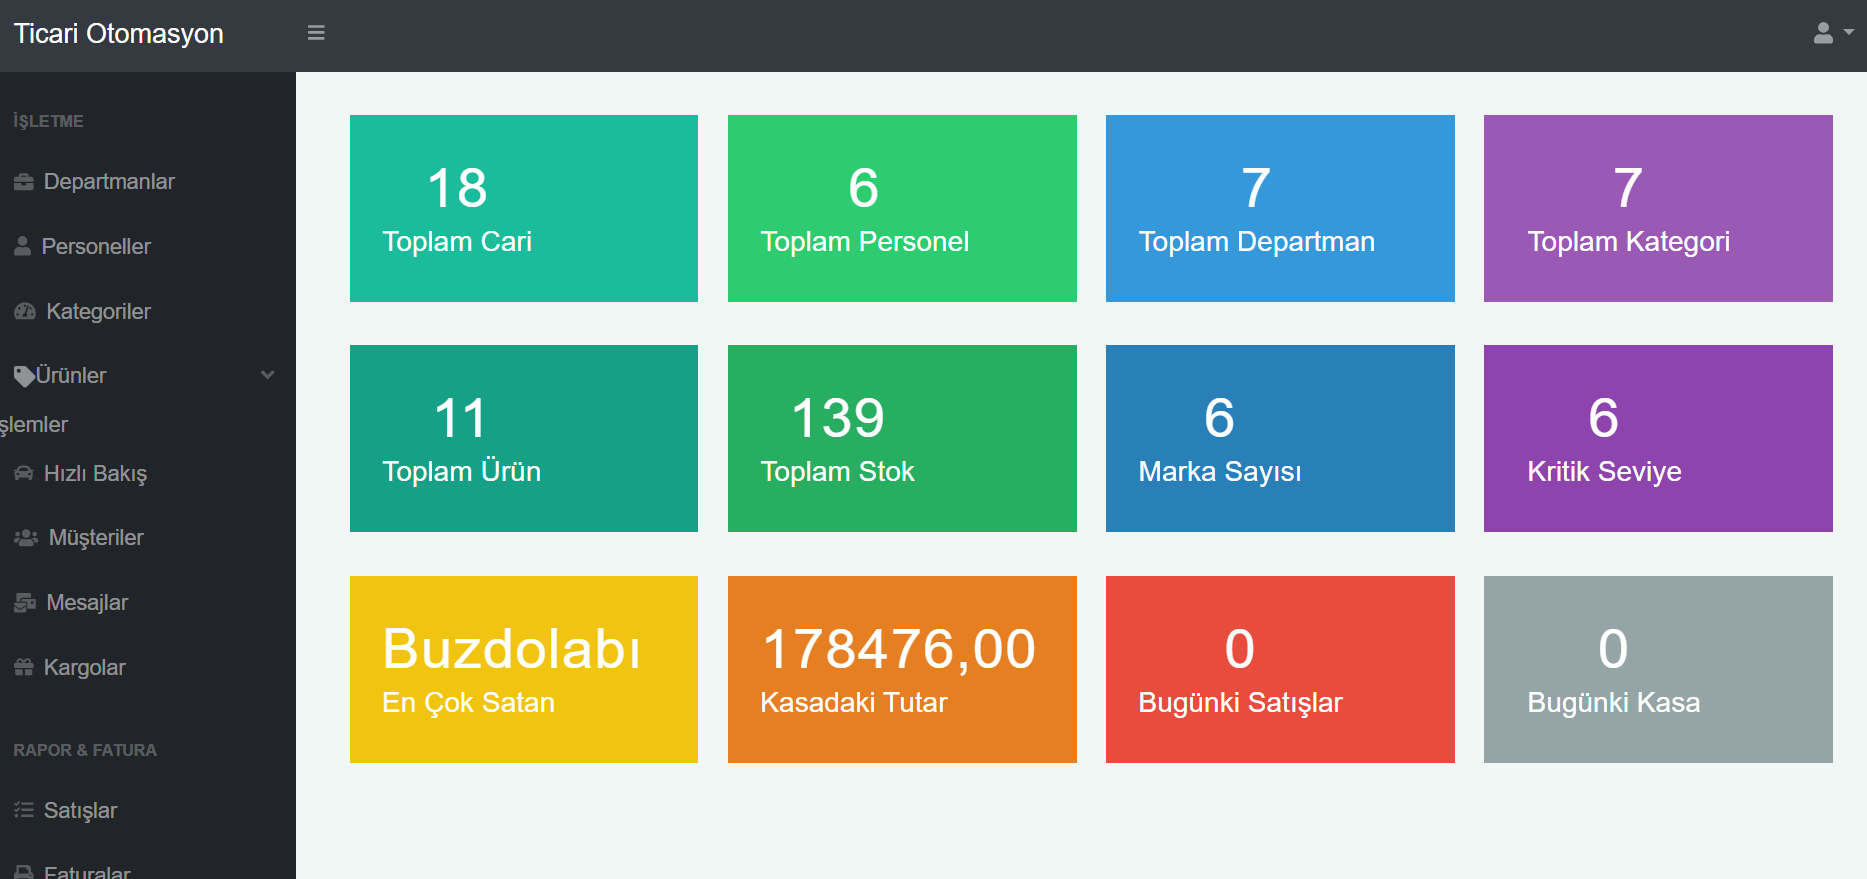 Ticari Otomasyon
İŞLETME
Departmanlar
Personeller
Kategoriler
Ürünler
şlemler
Hızlı Bakış
Müşteriler
Mesajlar
Kargolar
RAPOR & FATURA
Satışlar
Faturalar
18
Toplam Cari
6
Toplam Personel
7
Toplam Departman
7
Toplam Kategori
11
Toplam Ürün
139
Toplam Stok
6
Marka Sayısı
6
Kritik Seviye
Buzdolabı
En Çok Satan
178476,00
Kasadaki Tutar
0
Bugünki Satışlar
0
Bugünki Kasa